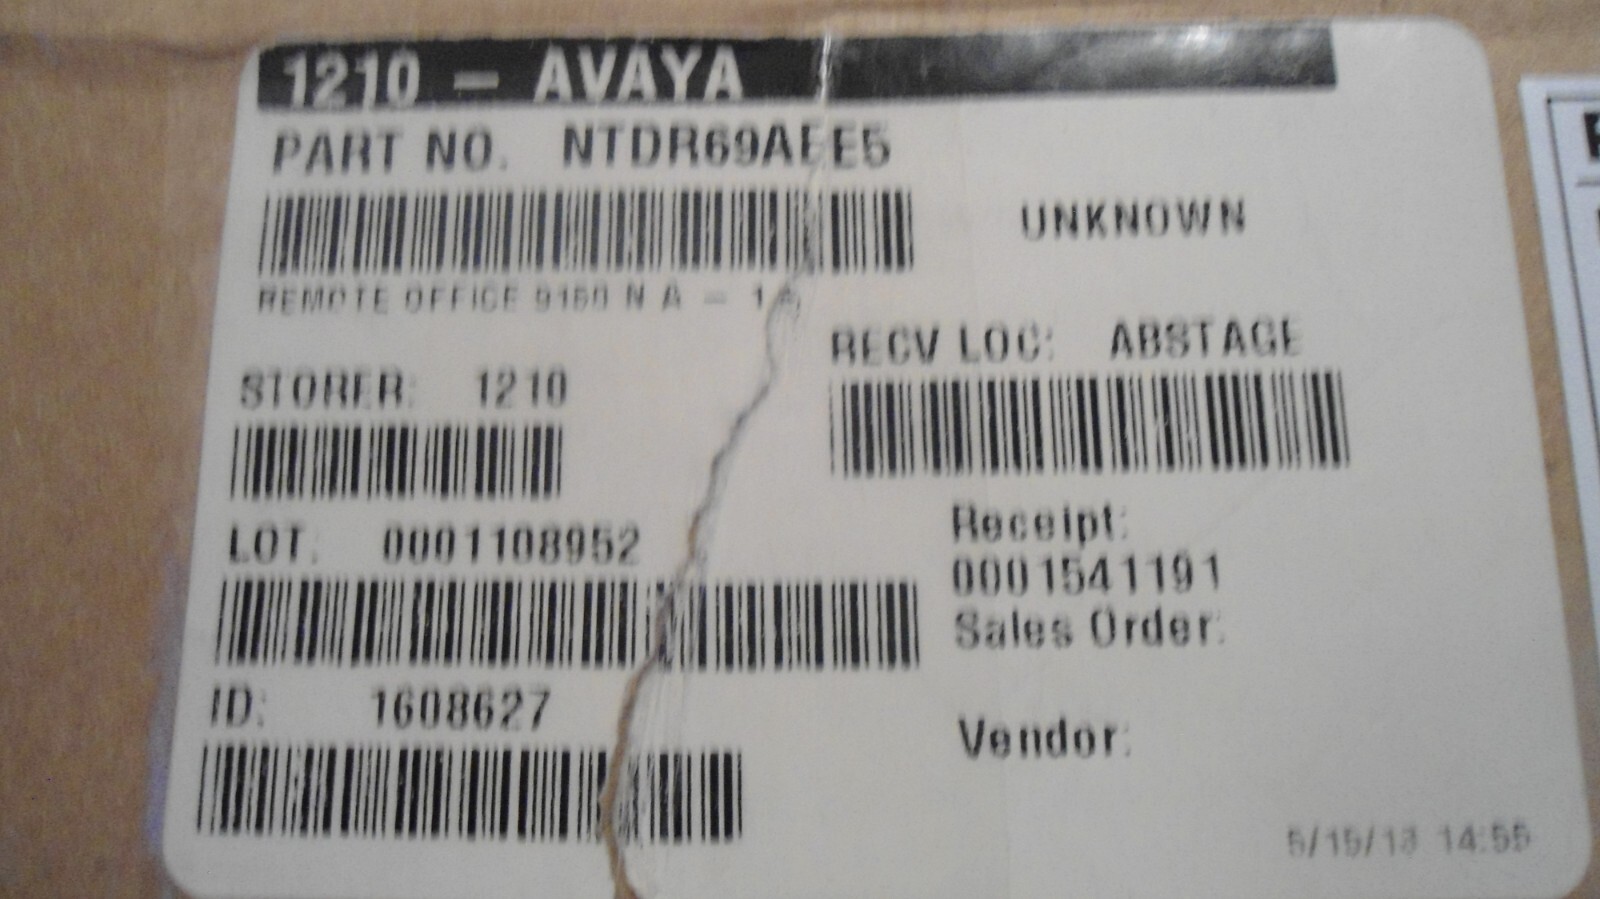 1210 - AVAYA
PART NO. NTDR69AEE5
UNKNOWN
REMOTE OFFICE 9150 N A - 1
RECV LOC: ABSTAGE
STORER: 1210
LOT: 0001108952
Receipt:
0001541191
Sales Order:
ID: 1608627
Vendor:
5/15/13 14:55